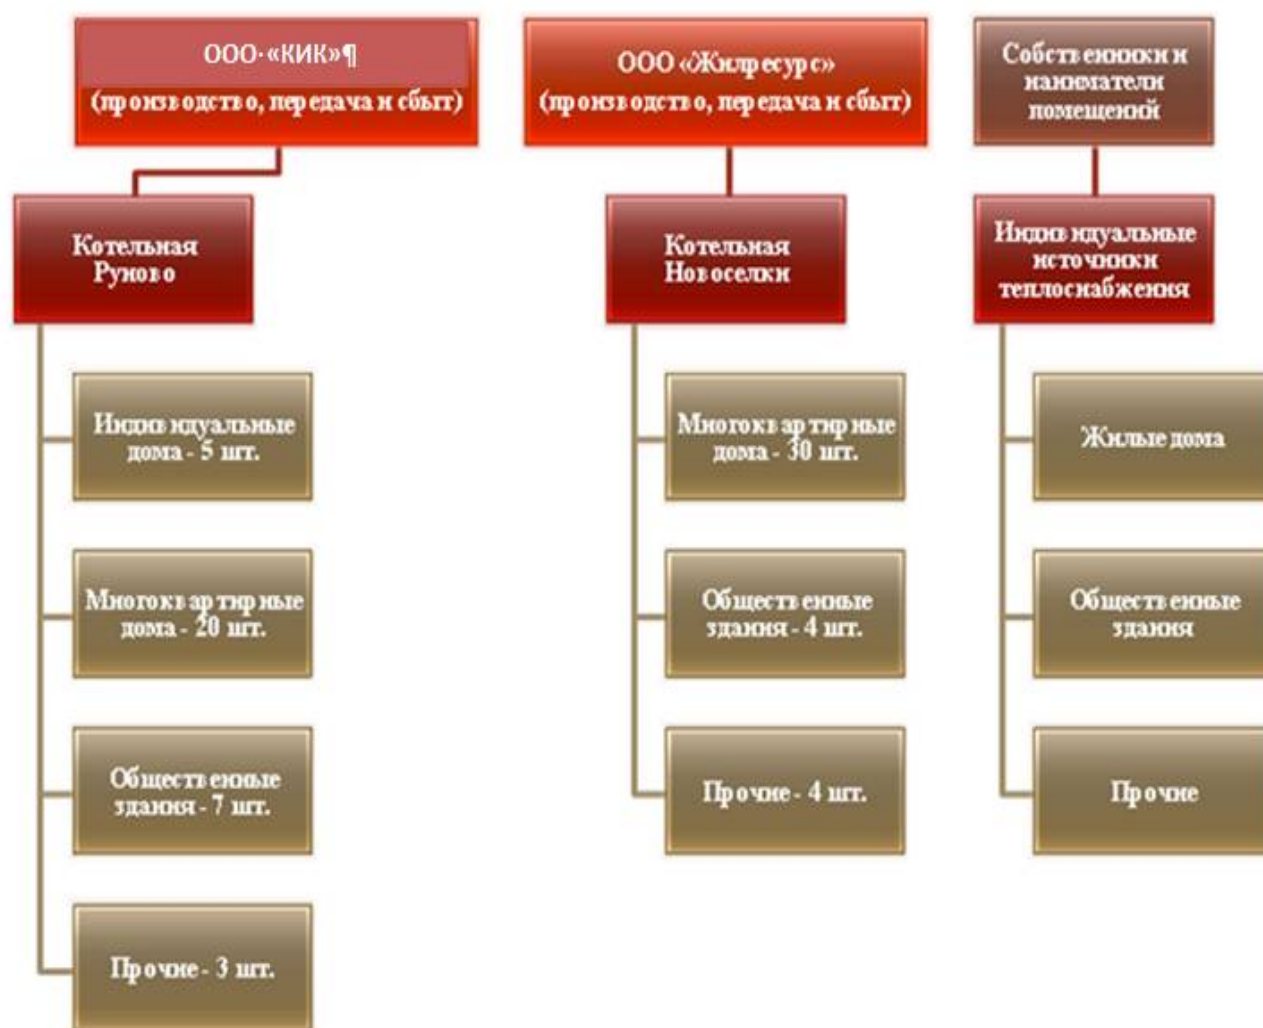 ООО·«КИК»¶
(производство, передача и сбыт)
Котельная
Руново
Индивидуальные
дома - 5 шт.
Многоквартирные
дома - 20 шт.
Общественные
здания - 7 шт.
Прочие - 3 шт.
ООО «Жилресурс»
(производство, передача и сбыт)
Котельная
Новоселки
Многоквартирные
дома - 30 шт.
Общественные
здания - 4 шт.
Прочие - 4 шт.
Собственники и
наниматели
помещений
Индивидуальные
источники
теплоснабжения
Жилые дома
Общественные
здания
Прочие